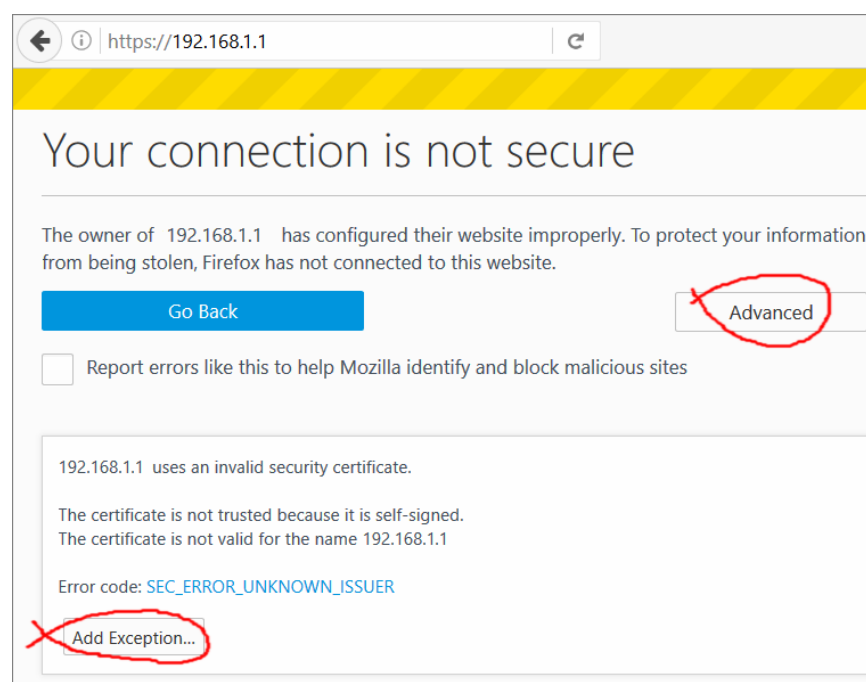 https://192.168.1.1
Your connection is not secure
The owner of 192.168.1.1 has configured their website improperly. To protect your information
from being stolen, Firefox has not connected to this website.
Go Back
Advanced
Report errors like this to help Mozilla identify and block malicious sites
192.168.1.1 uses an invalid security certificate.
The certificate is not trusted because it is self-signed.
The certificate is not valid for the name 192.168.1.1
Error code: SEC_ERROR_UNKNOWN_ISSUER
Add Exception...